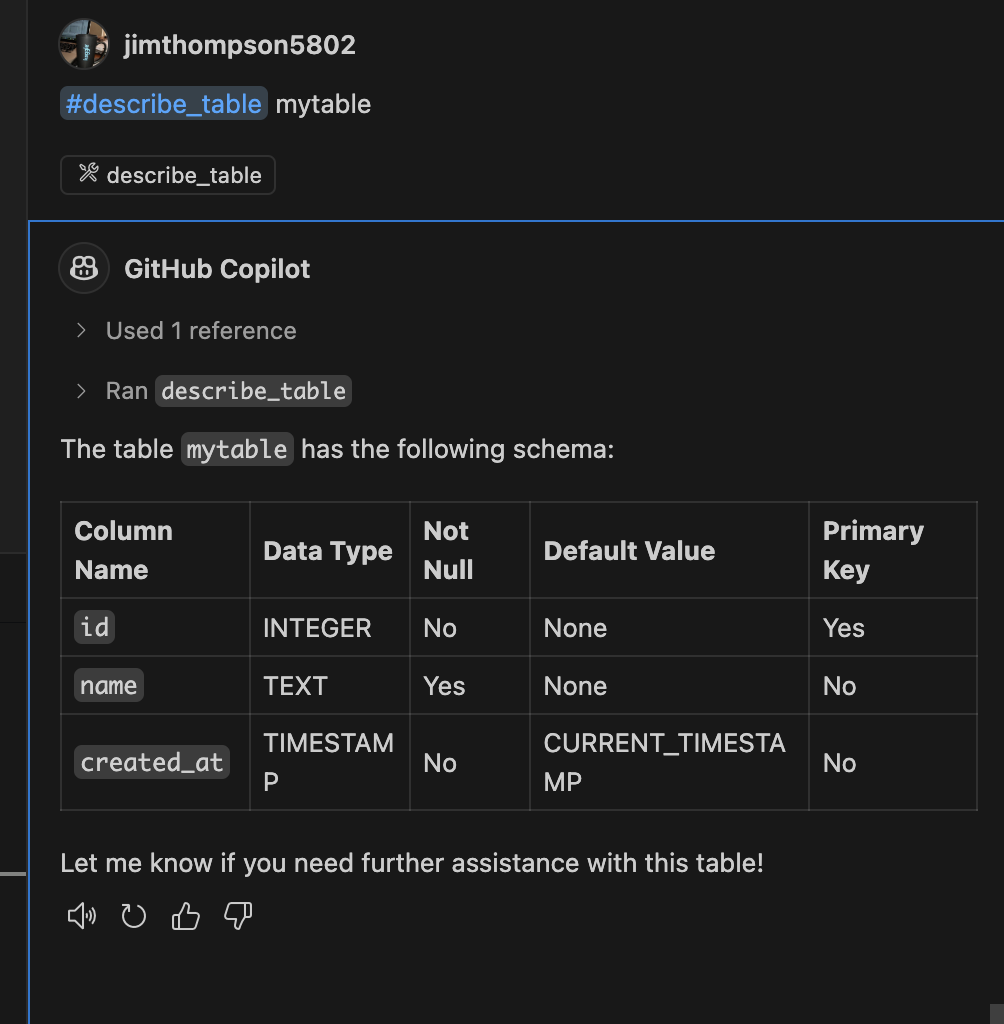 jimthompson5802
#describe_table mytable
describe_table
GitHub Copilot
Used 1 reference
Ran describe_table
The table mytable has the following schema:
Column Name Data Type Not Null Default Value Primary Key
id INTEGER No None Yes
name TEXT Yes None No
created_at TIMESTAMP No CURRENT_TIMESTAMP No
Let me know if you need further assistance with this table!